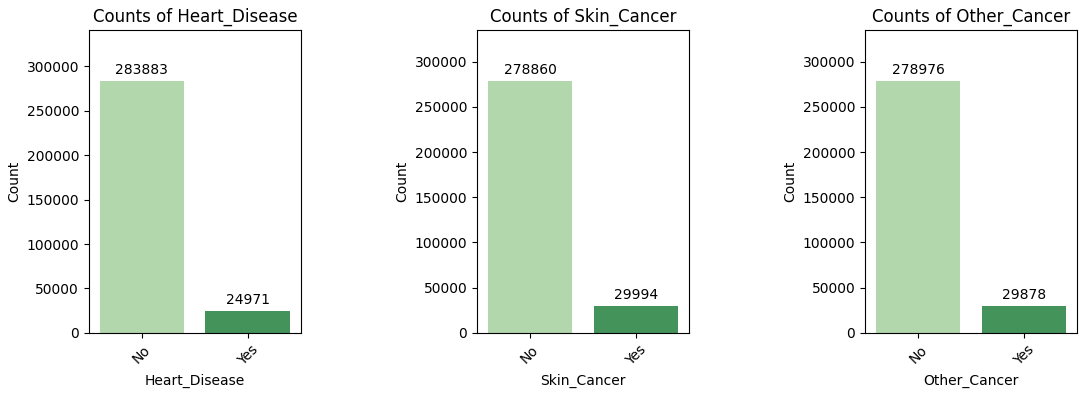 Counts of Heart_Disease
300000
250000
200000
150000
100000
50000
0
Count
283883
24971
No
Yes
Heart_Disease
Counts of Skin_Cancer
300000
250000
200000
150000
100000
50000
0
Count
278860
29994
No
Yes
Skin_Cancer
Counts of Other_Cancer
300000
250000
200000
150000
100000
50000
0
Count
278976
29878
No
Yes
Other_Cancer